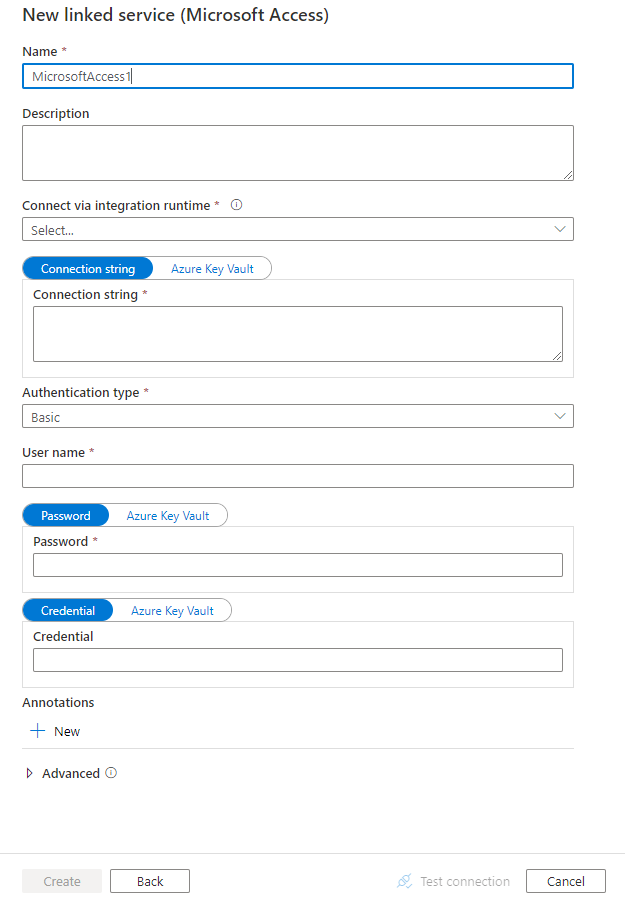 New linked service (Microsoft Access)
Name *
MicrosoftAccess1
Description
Connect via integration runtime *
Select...
Connection string Azure Key Vault
Connection string *
Authentication type *
Basic
User name *
Password Azure Key Vault
Password *
Credential Azure Key Vault
Credential
Annotations
New
Advanced
Create Back Test connection Cancel